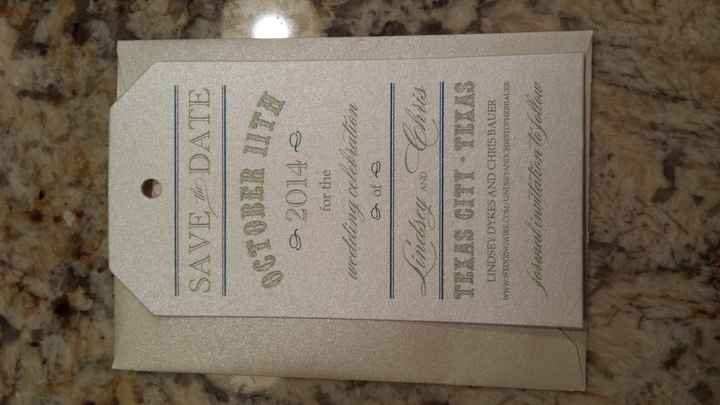 SAVE the DATE
OCTOBER 11TH
2014
for the
wedding celebration
of
Lindsey AND Chris
TEXAS CITY · TEXAS
LINDSEY DYKES AND CHRIS BAUER
formal invitation to follow